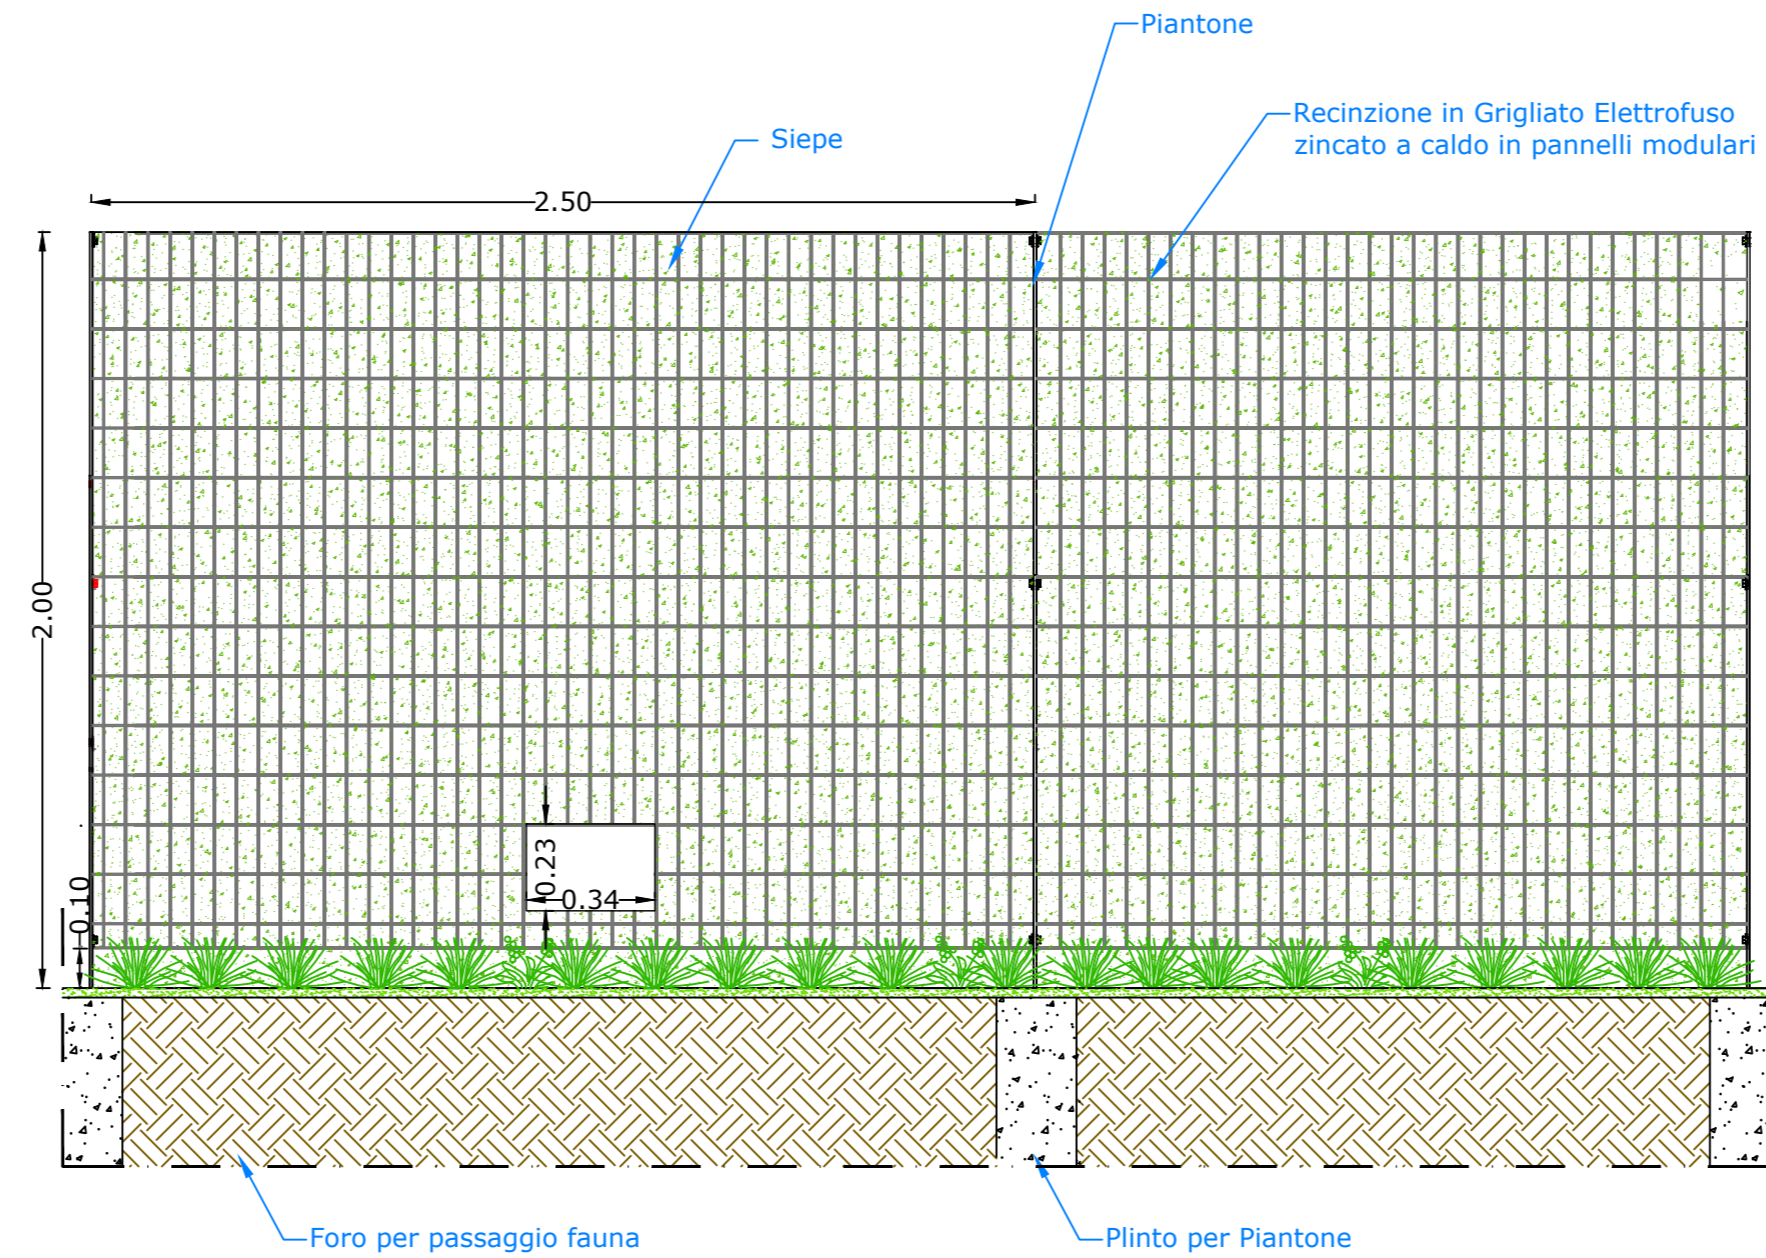 Piantone
Recinzione in Grigliato Elettrofuso
zincato a caldo in pannelli modulari
Siepe
2.50
2.00
0.23
0.34
0.10
Foro per passaggio fauna
Plinto per Piantone